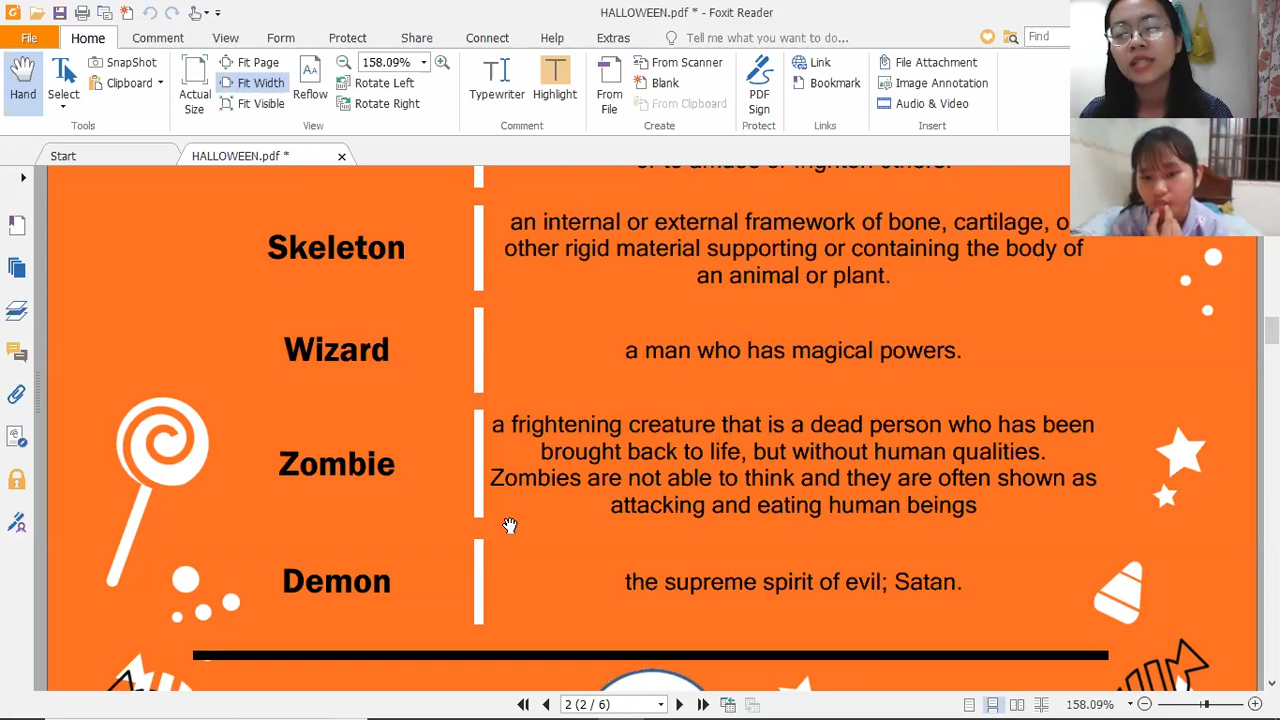 HALLOWEEN.pdf * - Foxit Reader
File Home Comment View Form Protect Share Connect Help Extras Tell me what you want to do... Find
Hand
Select
SnapShot
Clipboard
Tools
Actual Size
Fit Page
Fit Width
Fit Visible
Reflow
158.09%
Rotate Left
Rotate Right
View
Typewriter
Highlight
Comment
From File
From Scanner
Blank
From Clipboard
Create
PDF Sign
Protect
Link
Bookmark
Links
File Attachment
Image Annotation
Audio & Video
Insert
Start
HALLOWEEN.pdf *
or to amuse or frighten others.
Skeleton
an internal or external framework of bone, cartilage, o
other rigid material supporting or containing the body of
an animal or plant.
Wizard
a man who has magical powers.
Zombie
a frightening creature that is a dead person who has been
brought back to life, but without human qualities.
Zombies are not able to think and they are often shown as
attacking and eating human beings
Demon
the supreme spirit of evil; Satan.
2 (2 / 6)
158.09%